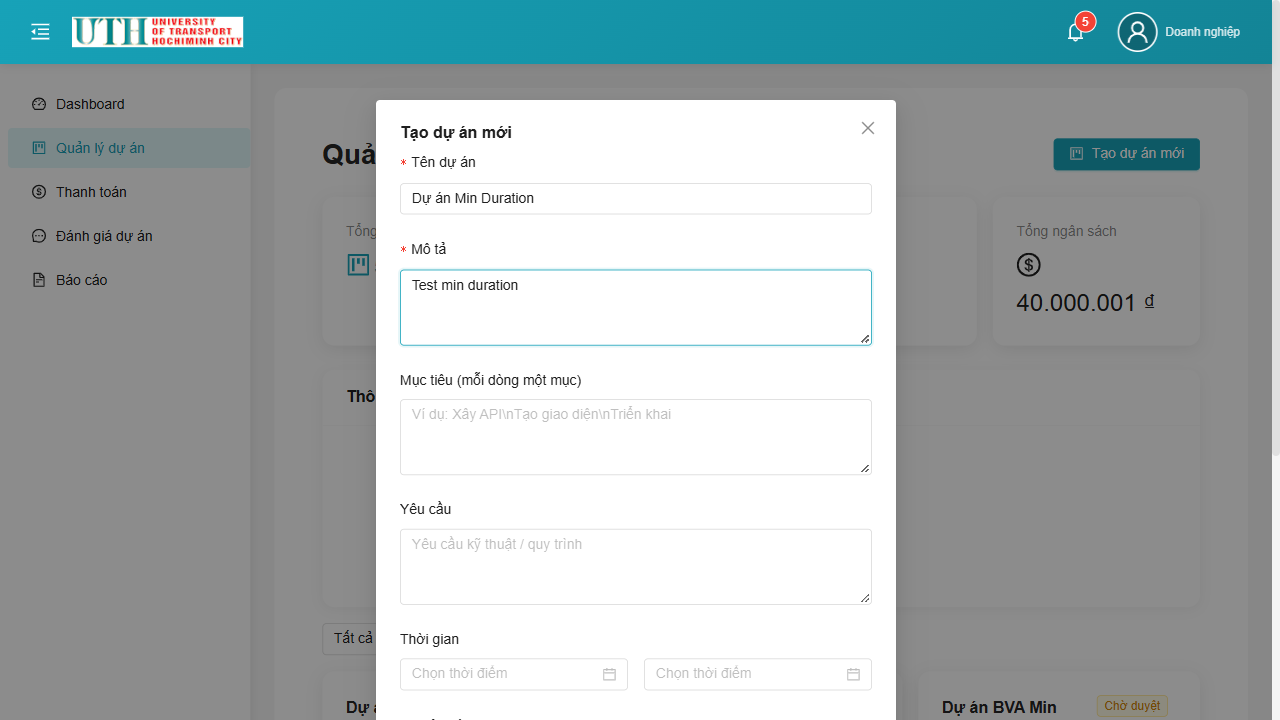 UTH UNIVERSITY
OF TRANSPORT
HOCHIMINH CITY
5
Doanh nghiệp
Dashboard
Quản lý dự án
Thanh toán
Đánh giá dự án
Báo cáo
Tạo dự án mới
Tổng ngân sách
40.000.001 ₫
Tất cả
Dự án BVA Min
Chờ duyệt
Tạo dự án mới
* Tên dự án
Dự án Min Duration
* Mô tả
Test min duration
Mục tiêu (mỗi dòng một mục)
Ví dụ: Xây API\nTạo giao diện\nTriển khai
Yêu cầu
Yêu cầu kỹ thuật / quy trình
Thời gian
Chọn thời điểm
Chọn thời điểm